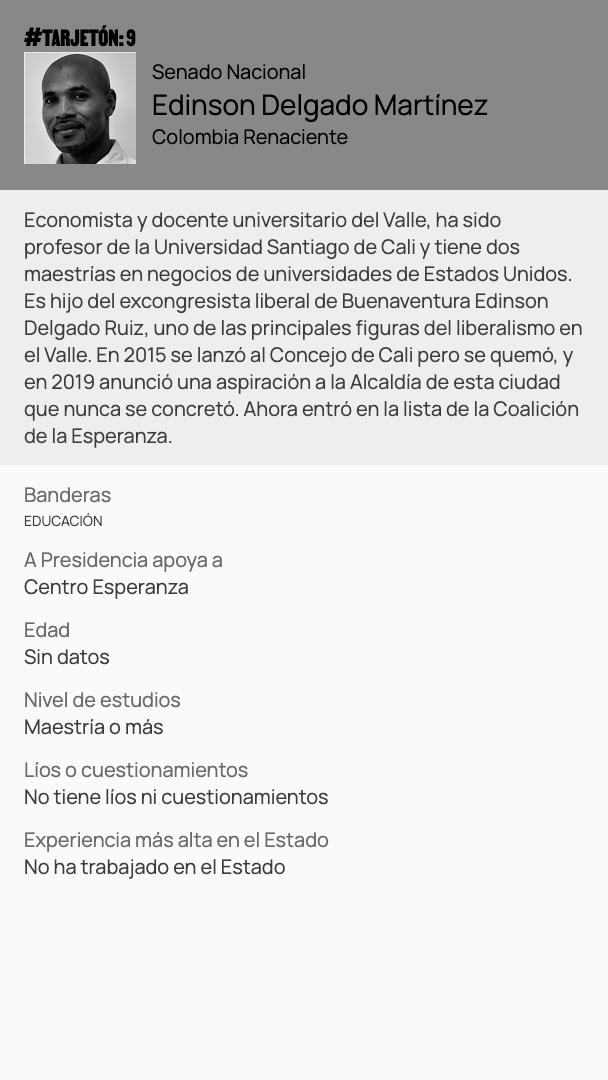 #TARJETÓN: 9
Senado Nacional
Edinson Delgado Martínez
Colombia Renaciente
Economista y docente universitario del Valle, ha sido
profesor de la Universidad Santiago de Cali y tiene dos
maestrías en negocios de universidades de Estados Unidos.
Es hijo del excongresista liberal de Buenaventura Edinson
Delgado Ruiz, uno de las principales figuras del liberalismo en
el Valle. En 2015 se lanzó al Concejo de Cali pero se quemó, y
en 2019 anunció una aspiración a la Alcaldía de esta ciudad
que nunca se concretó. Ahora entró en la lista de la Coalición
de la Esperanza.
Banderas
EDUCACIÓN
A Presidencia apoya a
Centro Esperanza
Edad
Sin datos
Nivel de estudios
Maestría o más
Líos o cuestionamientos
No tiene líos ni cuestionamientos
Experiencia más alta en el Estado
No ha trabajado en el Estado